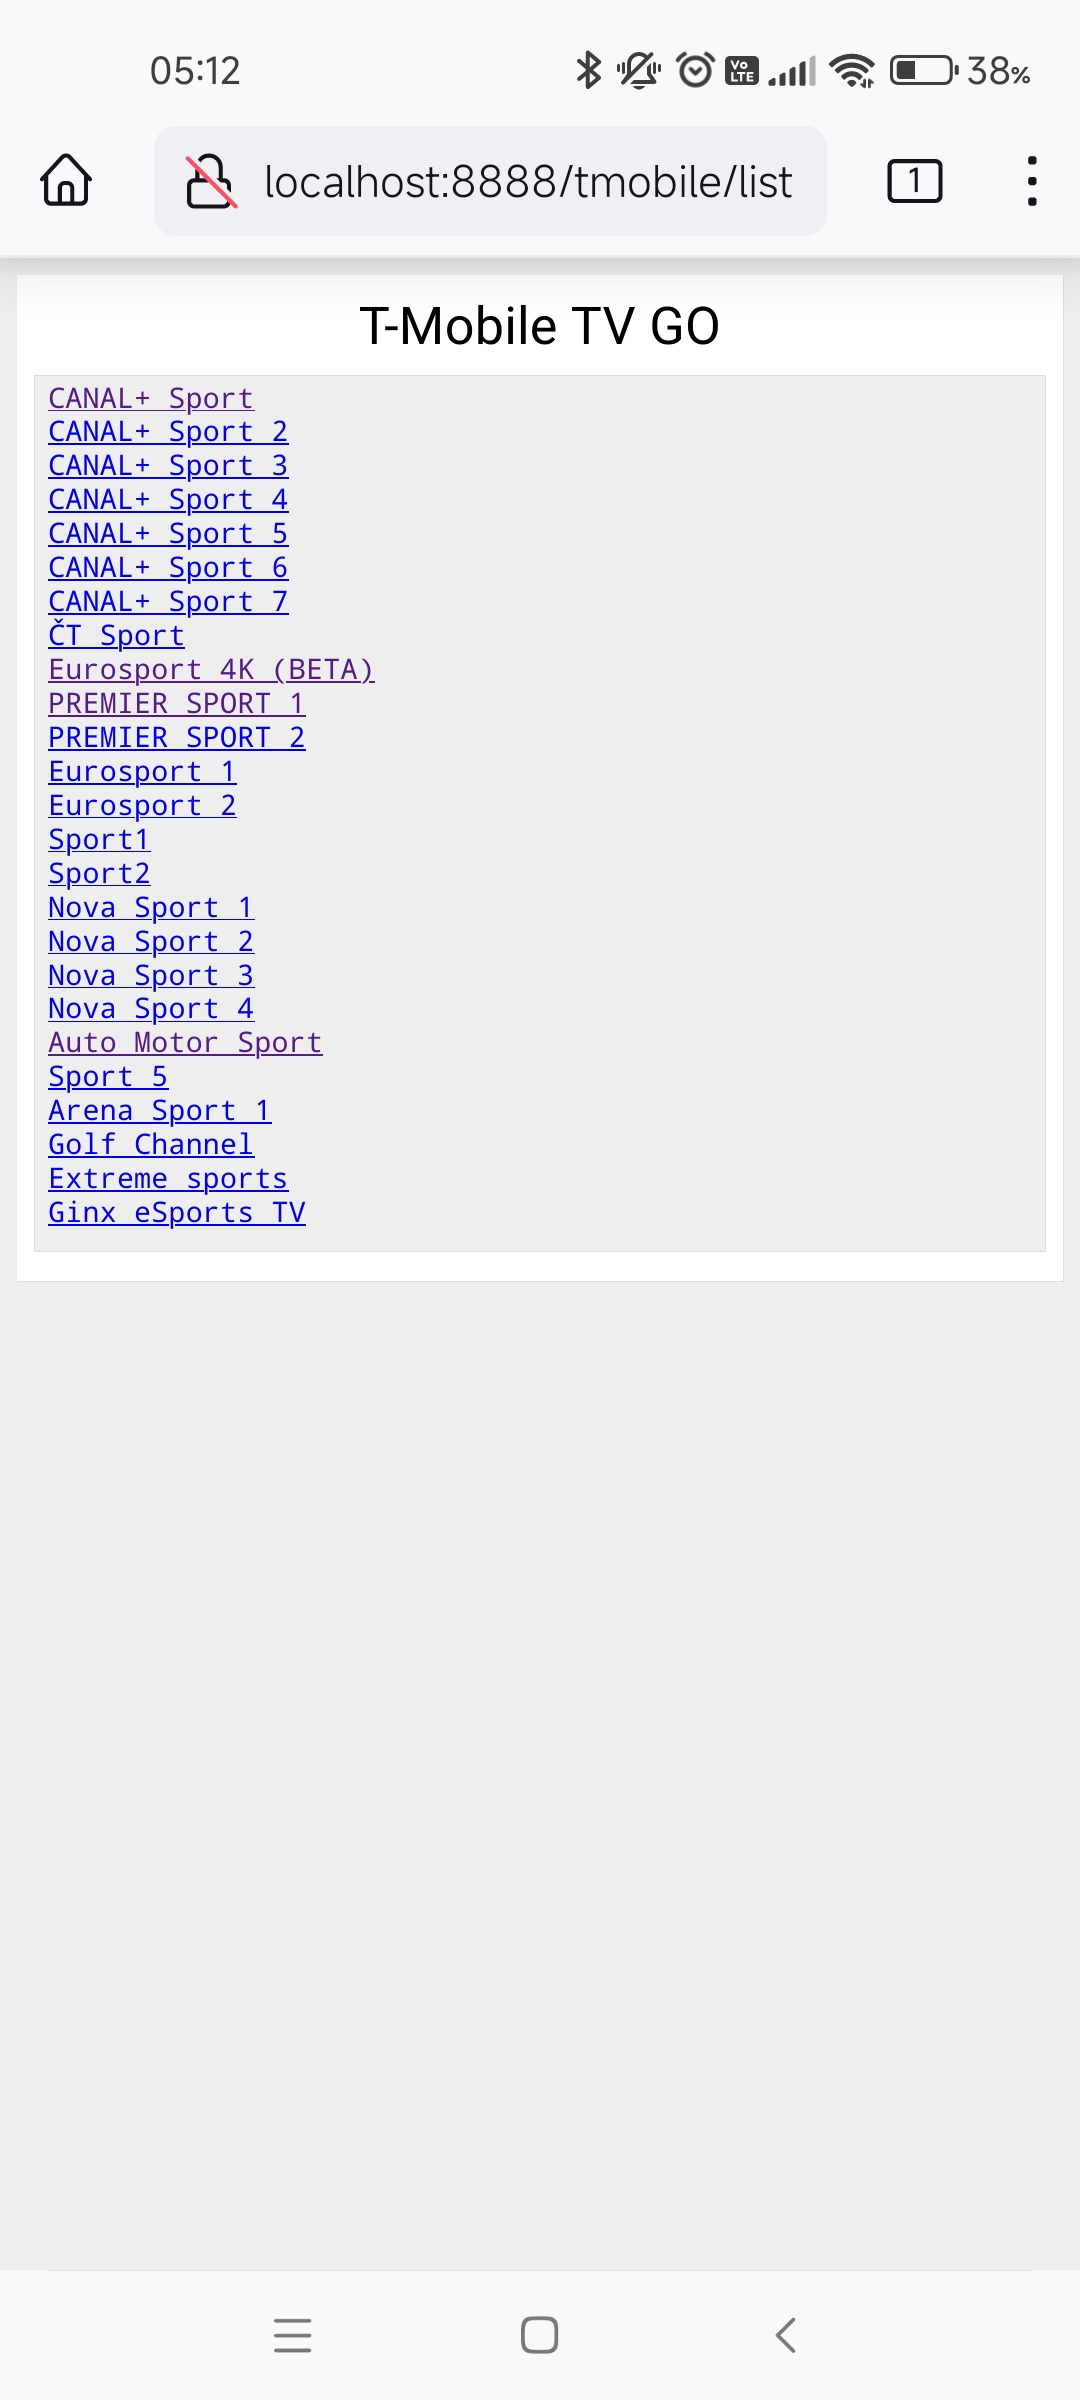 05:12
Vo LTE
38%
localhost:8888/tmobile/list
1
T-Mobile TV GO
CANAL+ Sport
CANAL+ Sport 2
CANAL+ Sport 3
CANAL+ Sport 4
CANAL+ Sport 5
CANAL+ Sport 6
CANAL+ Sport 7
ČT Sport
Eurosport 4K (BETA)
PREMIER SPORT 1
PREMIER SPORT 2
Eurosport 1
Eurosport 2
Sport1
Sport2
Nova Sport 1
Nova Sport 2
Nova Sport 3
Nova Sport 4
Auto Motor Sport
Sport 5
Arena Sport 1
Golf Channel
Extreme sports
Ginx eSports TV